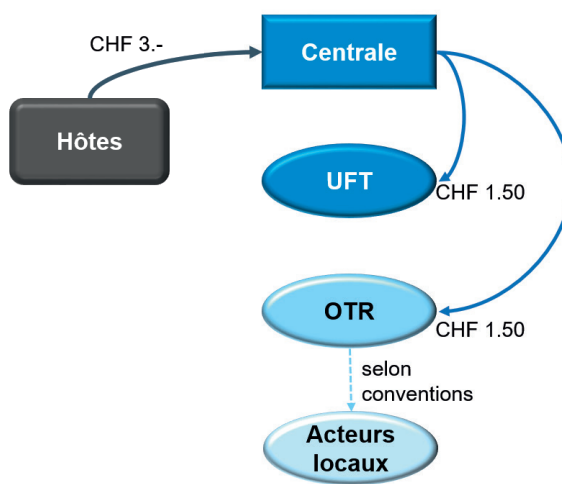 CHF 3.-
Centrale
Hôtes
UFT
CHF 1.50
OTR
CHF 1.50
selon
conventions
Acteurs
locaux